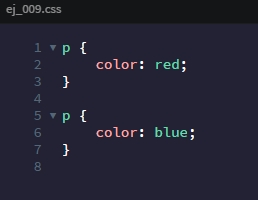 ej_009.css
1 ▼ p {
2     color: red;
3 }
4
5 ▼ p {
6     color: blue;
7 }
8